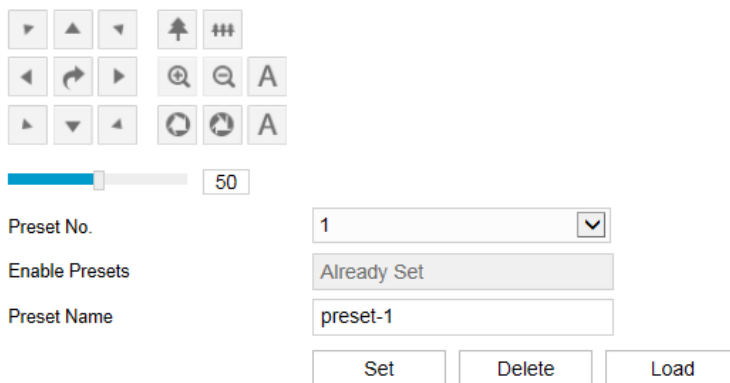 A
A
50
Preset No.
1
Enable Presets
Already Set
Preset Name
preset-1
Set
Delete
Load